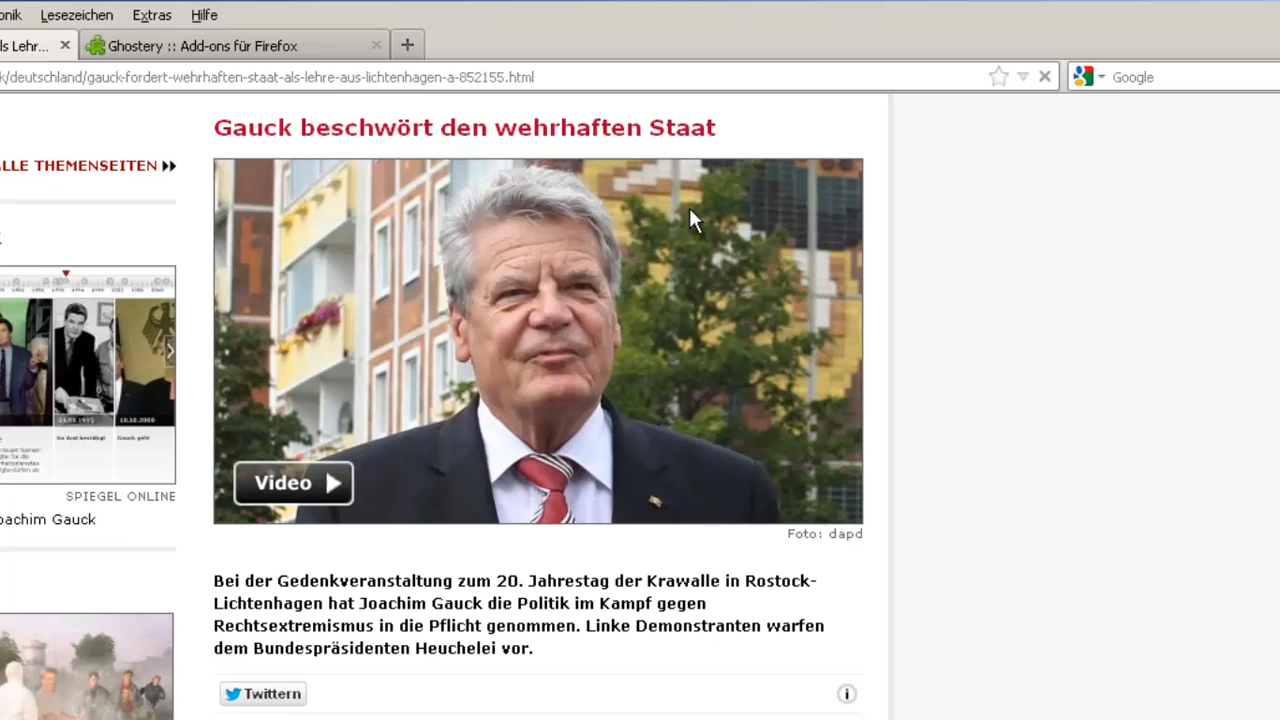 onik Lesezeichen Extras Hilfe
ls Lehr... Ghostery :: Add-ons für Firefox
k/deutschland/gauck-fordert-wehrhaften-staat-als-lehre-aus-lichtenhagen-a-852155.html Google
Gauck beschwört den wehrhaften Staat
LLE THEMENSEITEN
Video
SPIEGEL ONLINE
oachim Gauck
Foto: dapd
Bei der Gedenkveranstaltung zum 20. Jahrestag der Krawalle in Rostock-
Lichtenhagen hat Joachim Gauck die Politik im Kampf gegen
Rechtsextremismus in die Pflicht genommen. Linke Demonstranten warfen
dem Bundespräsidenten Heuchelei vor.
Twittern